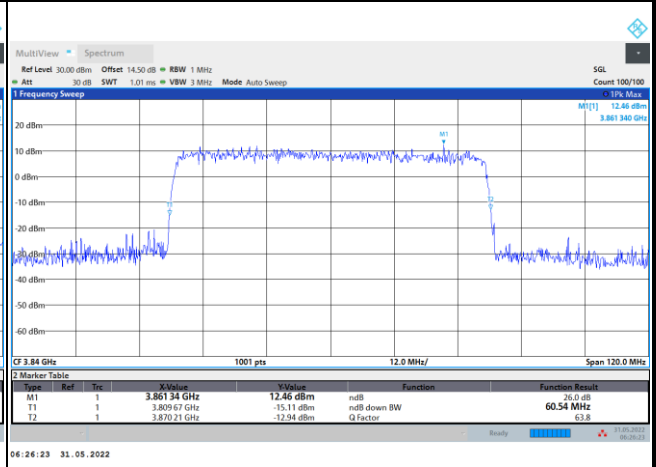 MultiView Spectrum
Ref Level 30.00 dBm Offset 14.50 dB RBW 1 MHz SGL
Att 30 dB SWT 1.01 ms VBW 3 MHz Mode Auto Sweep Count 100/100
1 Frequency Sweep 1Pk Max
M1[1] 12.46 dBm
3.861 340 GHz
20 dBm
M1
10 dBm
0 dBm
-10 dBm
T1
T2
-20 dBm
-30 dBm
-40 dBm
-50 dBm
-60 dBm
CF 3.84 GHz 1001 pts 12.0 MHz/ Span 120.0 MHz
2 Marker Table
Type Ref Trc X-Value Y-Value Function Function Result
M1 1 3.861 34 GHz 12.46 dBm ndB 26.0 dB
T1 1 3.809 67 GHz -15.11 dBm ndB down BW 60.54 MHz
T2 1 3.870 21 GHz -12.94 dBm Q Factor 63.8
Ready 31.05.2022
06:26:23
06:26:23 31.05.2022